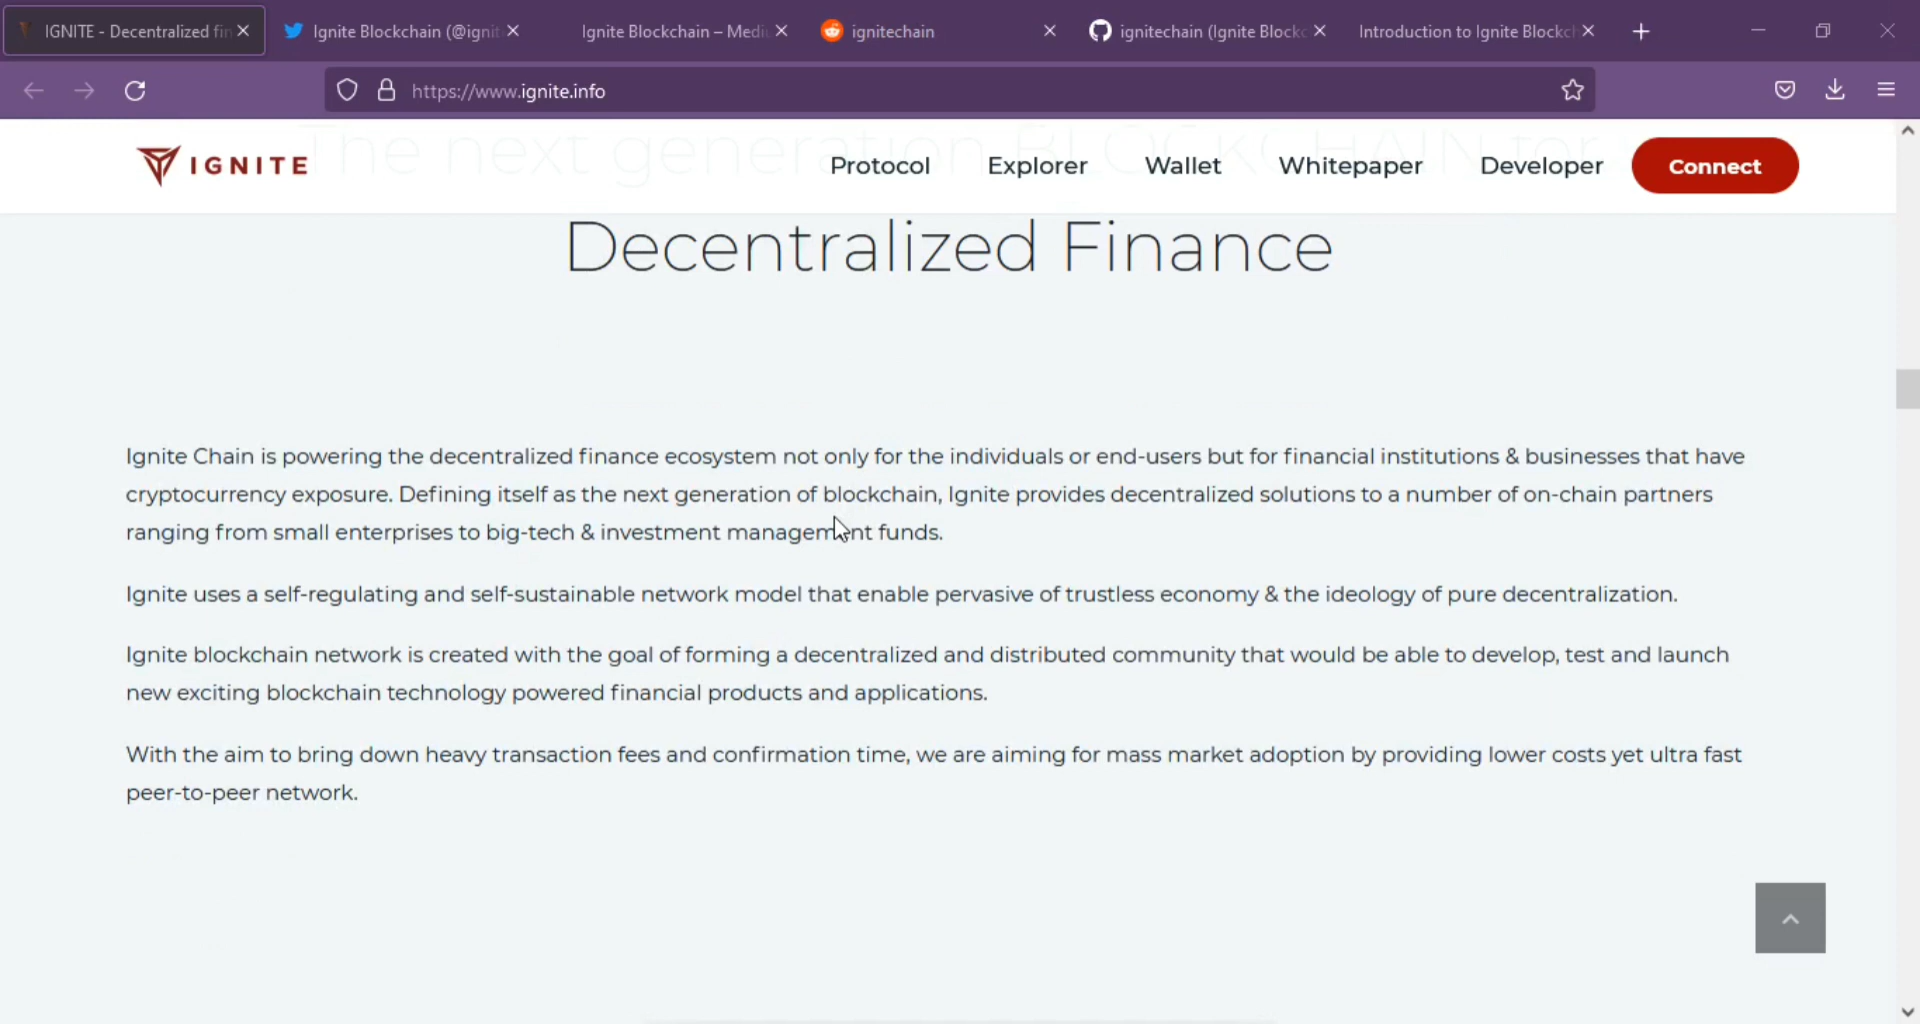 IGNITE - Decentralized fin
Ignite Blockchain (@ignit
Ignite Blockchain – Medi
ignitechain
ignitechain (Ignite Blockc
Introduction to Ignite Blockch
https://www.ignite.info
The next generation BLOCKCHAIN for
IGNITE
Protocol
Explorer
Wallet
Whitepaper
Developer
Connect
Decentralized Finance
Ignite Chain is powering the decentralized finance ecosystem not only for the individuals or end-users but for financial institutions & businesses that have
cryptocurrency exposure. Defining itself as the next generation of blockchain, Ignite provides decentralized solutions to a number of on-chain partners
ranging from small enterprises to big-tech & investment management funds.
Ignite uses a self-regulating and self-sustainable network model that enable pervasive of trustless economy & the ideology of pure decentralization.
Ignite blockchain network is created with the goal of forming a decentralized and distributed community that would be able to develop, test and launch
new exciting blockchain technology powered financial products and applications.
With the aim to bring down heavy transaction fees and confirmation time, we are aiming for mass market adoption by providing lower costs yet ultra fast
peer-to-peer network.